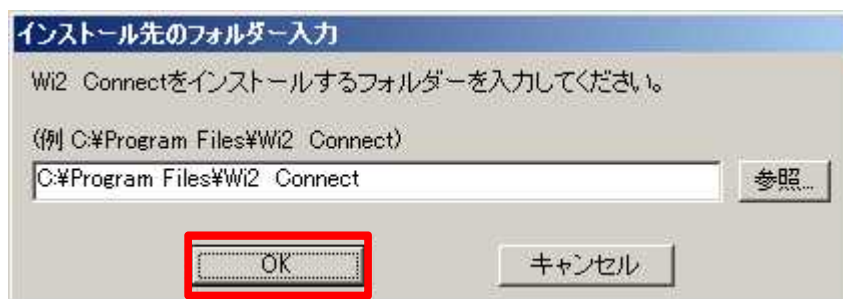 インストール先のフォルダー入力
Wi2 Connectをインストールするフォルダーを入力してください。
(例 C:¥Program Files¥Wi2 Connect)
C:¥Program Files¥Wi2 Connect 参照...
OK キャンセル